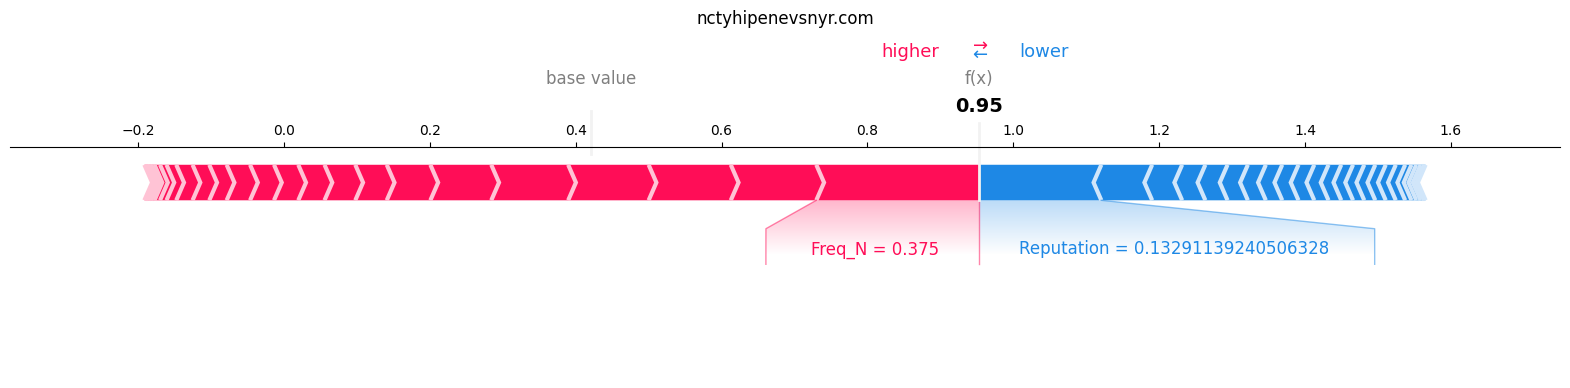 nctyhipenevsnyr.com
higher → ← lower
base value f(x)
0.95
−0.2 0.0 0.2 0.4 0.6 0.8 1.0 1.2 1.4 1.6
Freq_N = 0.375 Reputation = 0.13291139240506328